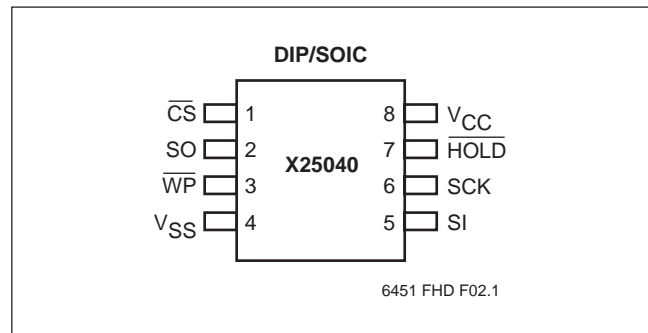 DIP/SOIC
CS 1 8 VCC
SO 2 X25040 7 HOLD
WP 3 6 SCK
VSS 4 5 SI
6451 FHD F02.1